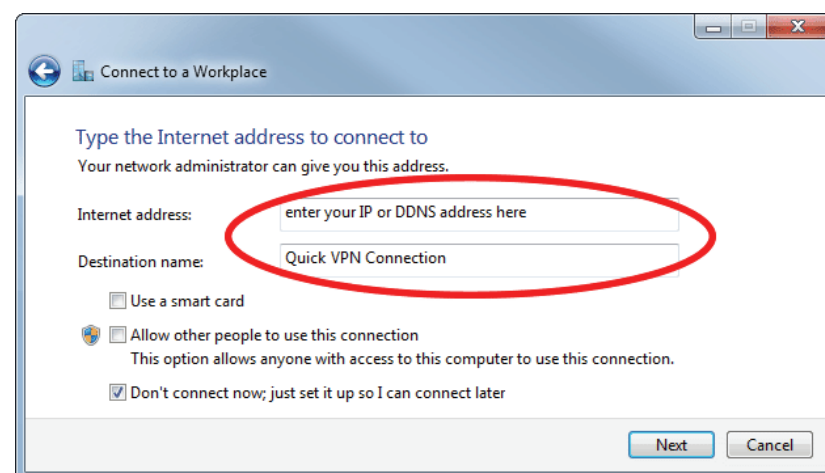 Connect to a Workplace
Type the Internet address to connect to
Your network administrator can give you this address.
Internet address: enter your IP or DDNS address here
Destination name: Quick VPN Connection
Use a smart card
Allow other people to use this connection
This option allows anyone with access to this computer to use this connection.
Don't connect now; just set it up so I can connect later
Next Cancel